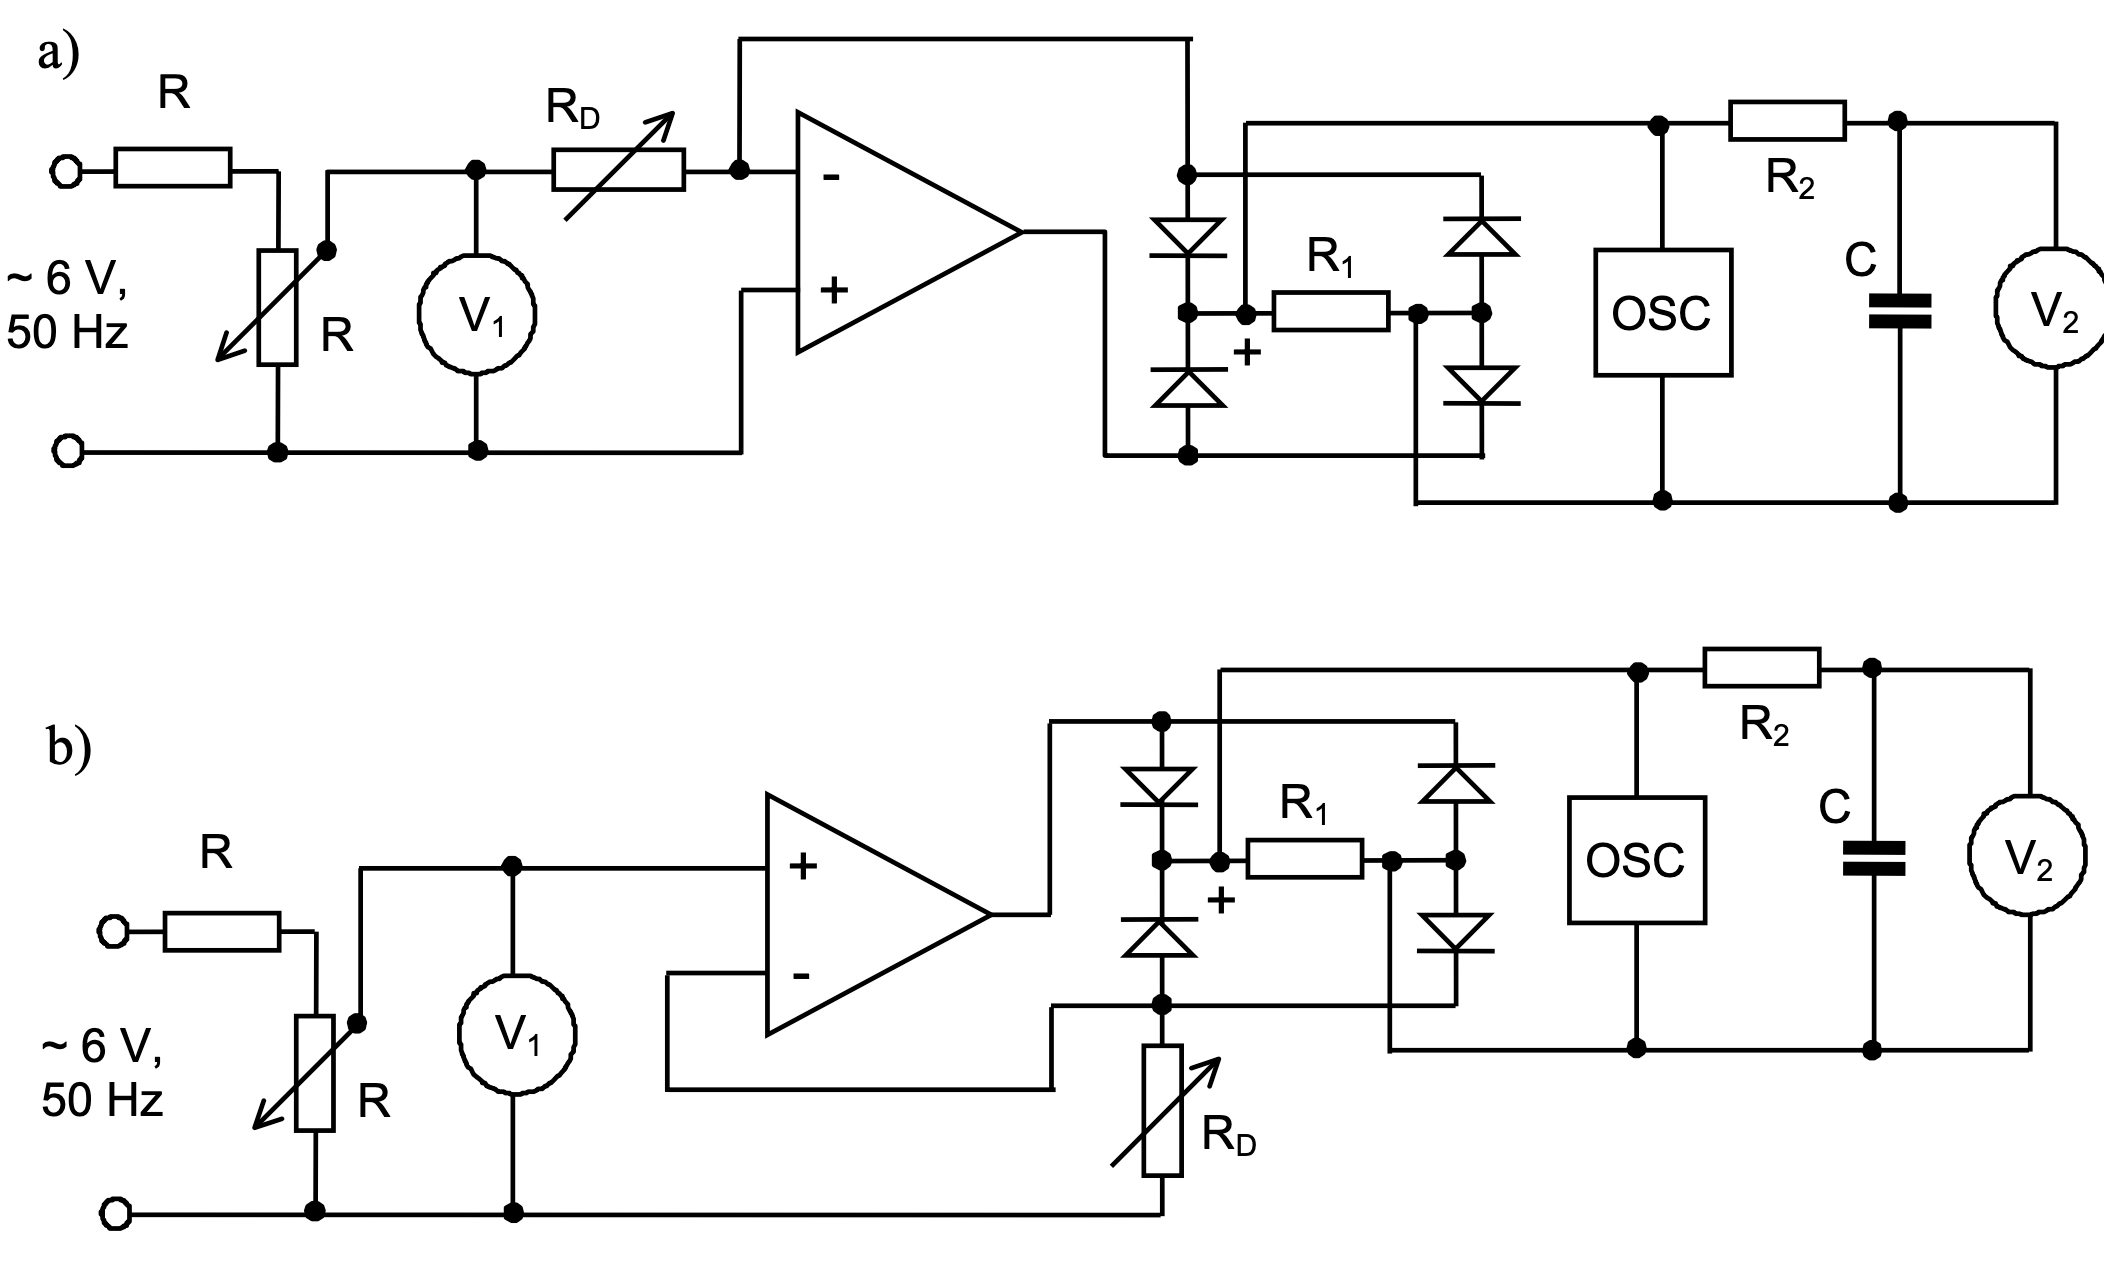 a)
R
R_D
R_2
-
~ 6 V,
50 Hz
R
V_1
+
R_1
+
OSC
C
V_2
b)
R
R_2
+
R_1
OSC
C
V_2
+
-
~ 6 V,
50 Hz
R
V_1
R_D